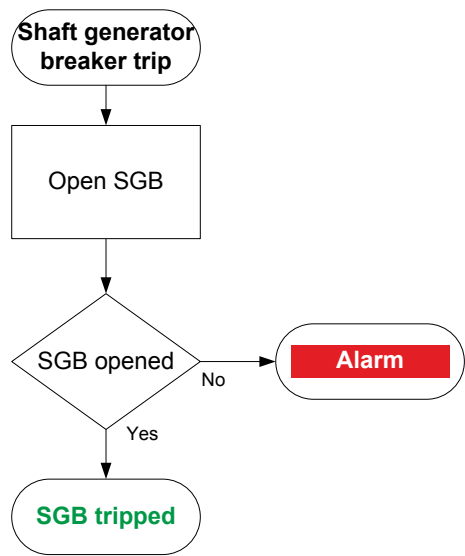 Shaft generator
breaker trip
Open SGB
SGB opened
Alarm
No
Yes
SGB tripped